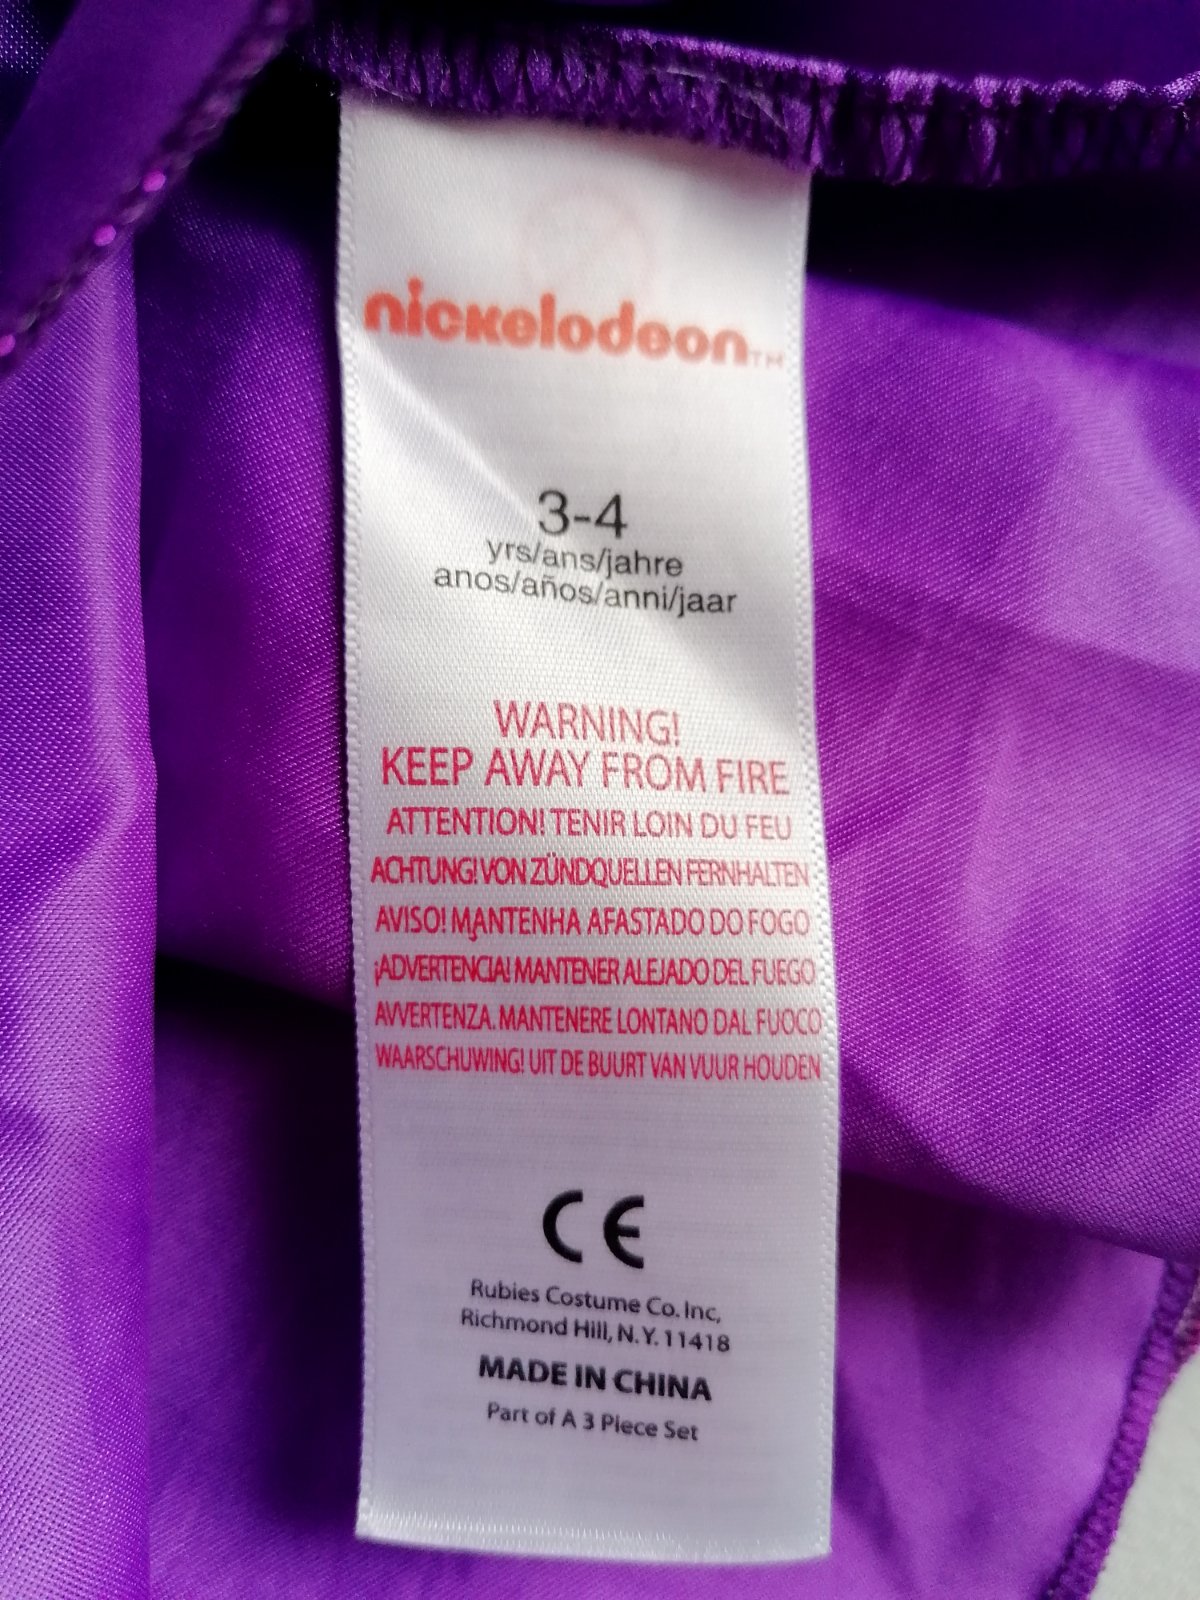 nickelodeon™
3-4
yrs/ans/jahre
anos/años/anni/jaar
WARNING!
KEEP AWAY FROM FIRE
ATTENTION! TENIR LOIN DU FEU
ACHTUNG! VON ZÜNDQUELLEN FERNHALTEN
AVISO! MANTENHA AFASTADO DO FOGO
¡ADVERTENCIA! MANTENER ALEJADO DEL FUEGO
AVVERTENZA. MANTENERE LONTANO DAL FUOCO
WAARSCHUWING! UIT DE BUURT VAN VUUR HOUDEN
CE
Rubies Costume Co. Inc,
Richmond Hill, N.Y. 11418
MADE IN CHINA
Part of A 3 Piece Set